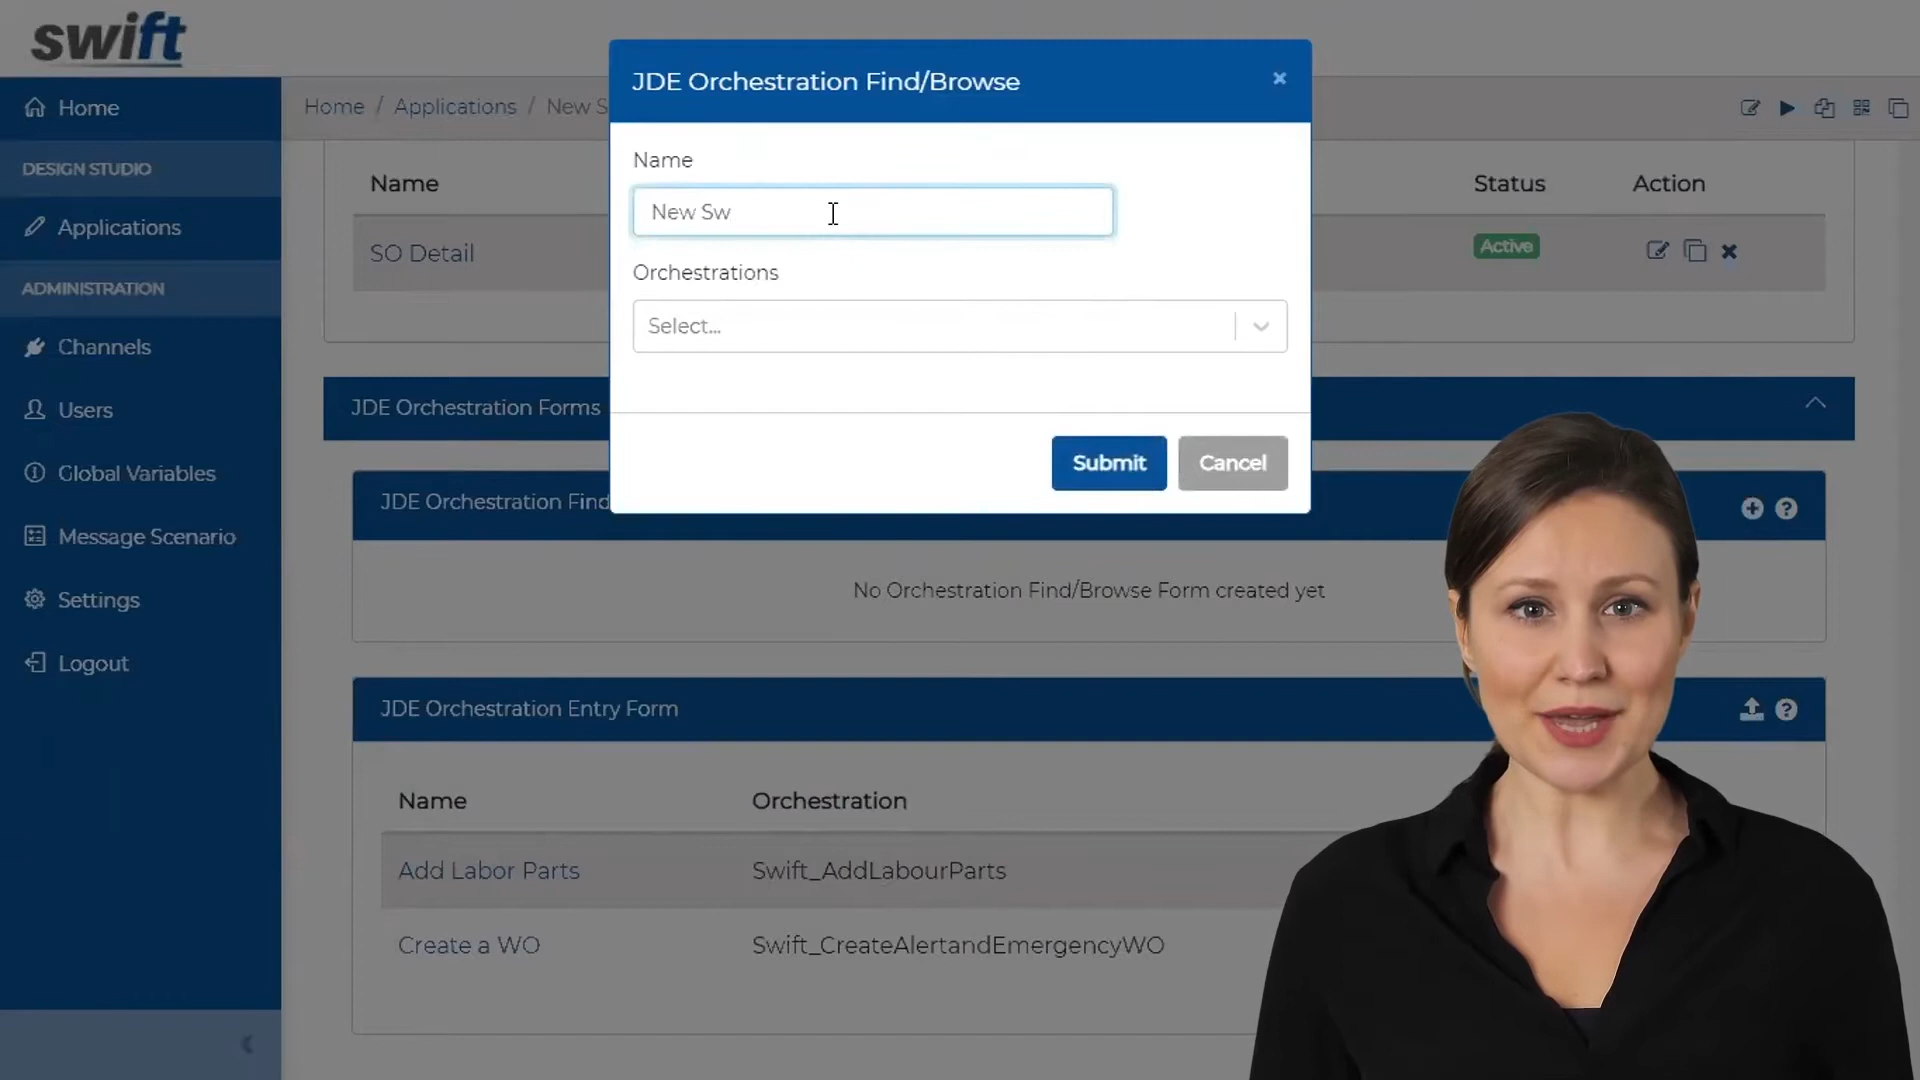 swift
Home
DESIGN STUDIO
Applications
ADMINISTRATION
Channels
Users
Global Variables
Message Scenario
Settings
Logout
Home / Applications / New S
Name
Status
Action
SO Detail
Active
JDE Orchestration Find/Browse
×
Name
New Sw
Orchestrations
Select...
Submit
Cancel
JDE Orchestration Forms
JDE Orchestration Find
No Orchestration Find/Browse Form created yet
JDE Orchestration Entry Form
Name
Orchestration
Add Labor Parts
Swift_AddLabourParts
Create a WO
Swift_CreateAlertandEmergencyWO